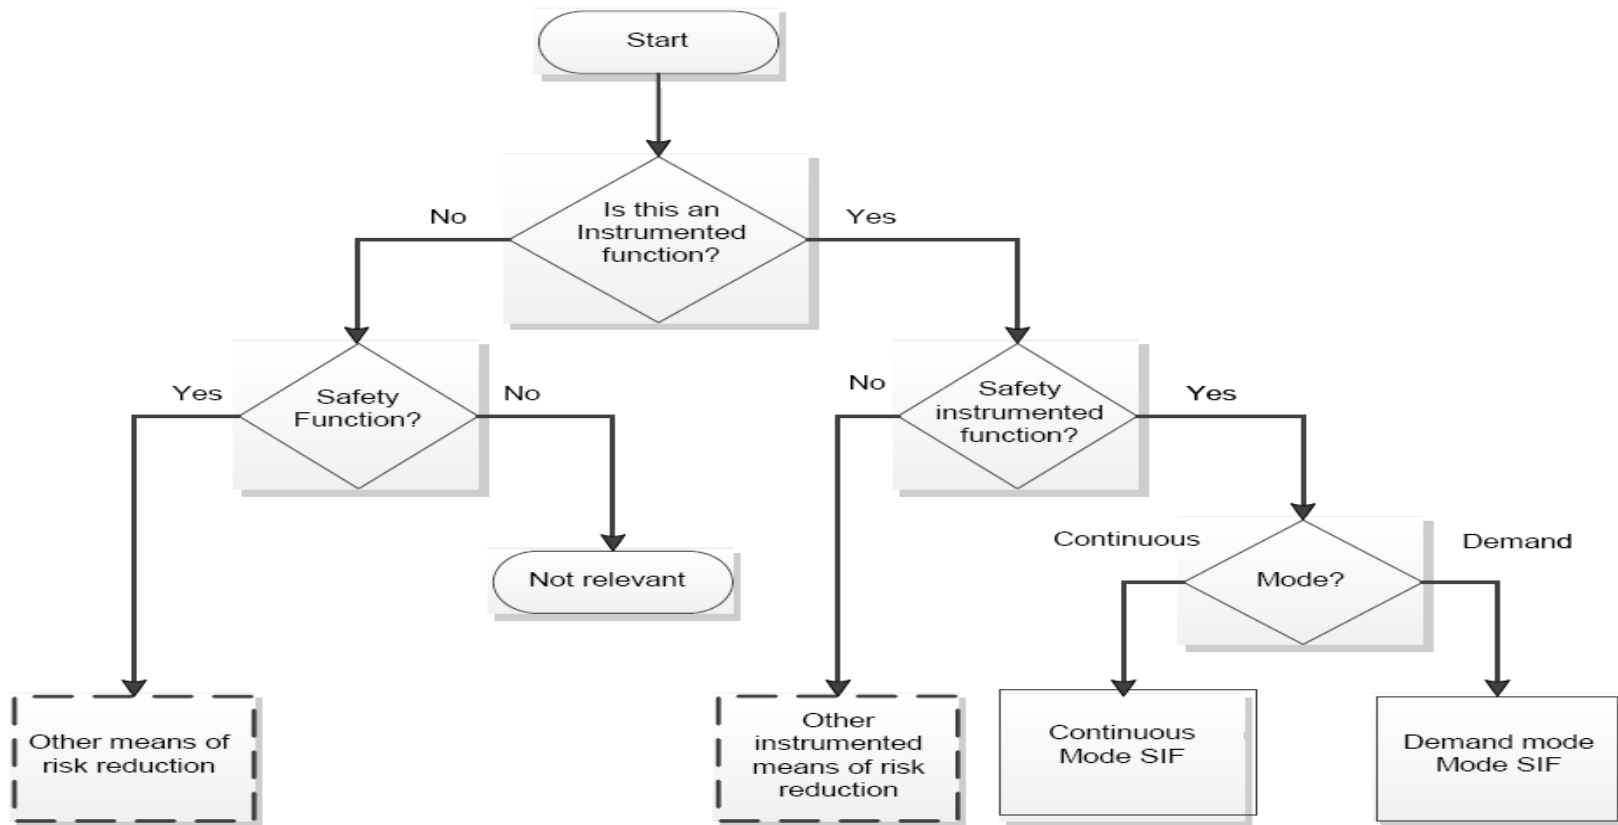 Start
Is this an
Instrumented
function?
No
Yes
Safety
Function?
Yes
No
Safety
instrumented
function?
No
Yes
Not relevant
Mode?
Continuous
Demand
Other means of
risk reduction
Other
instrumented
means of risk
reduction
Continuous
Mode SIF
Demand mode
Mode SIF